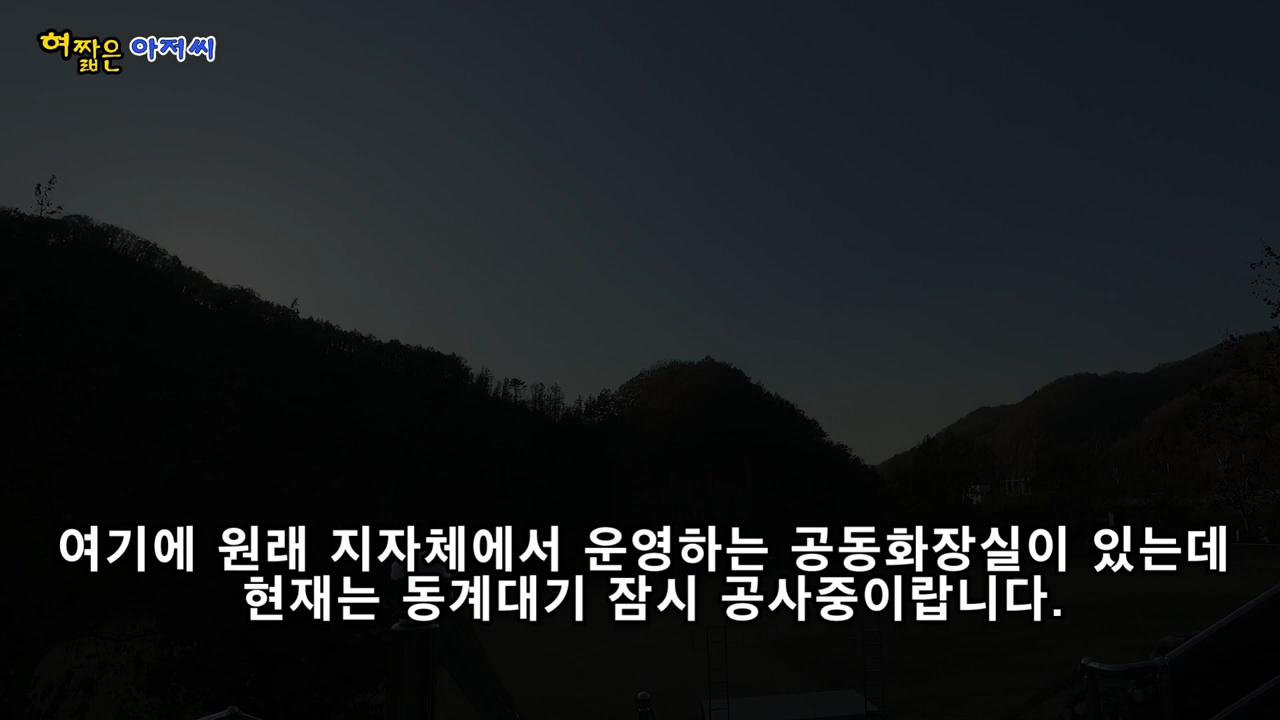 혀짧은 아저씨
여기에 원래 지자체에서 운영하는 공동화장실이 있는데
현재는 동계대기 잠시 공사중이랍니다.